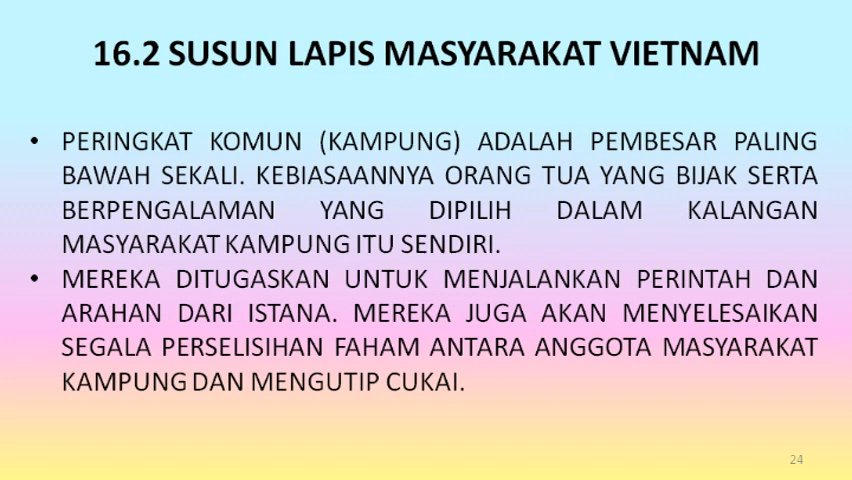 16.2 SUSUN LAPIS MASYARAKAT VIETNAM
• PERINGKAT KOMUN (KAMPUNG) ADALAH PEMBESAR PALING
BAWAH SEKALI. KEBIASAANNYA ORANG TUA YANG BIJAK SERTA
BERPENGALAMAN YANG DIPILIH DALAM KALANGAN
MASYARAKAT KAMPUNG ITU SENDIRI.
• MEREKA DITUGASKAN UNTUK MENJALANKAN PERINTAH DAN
ARAHAN DARI ISTANA. MEREKA JUGA AKAN MENYELESAIKAN
SEGALA PERSELISIHAN FAHAM ANTARA ANGGOTA MASYARAKAT
KAMPUNG DAN MENGUTIP CUKAI.
24